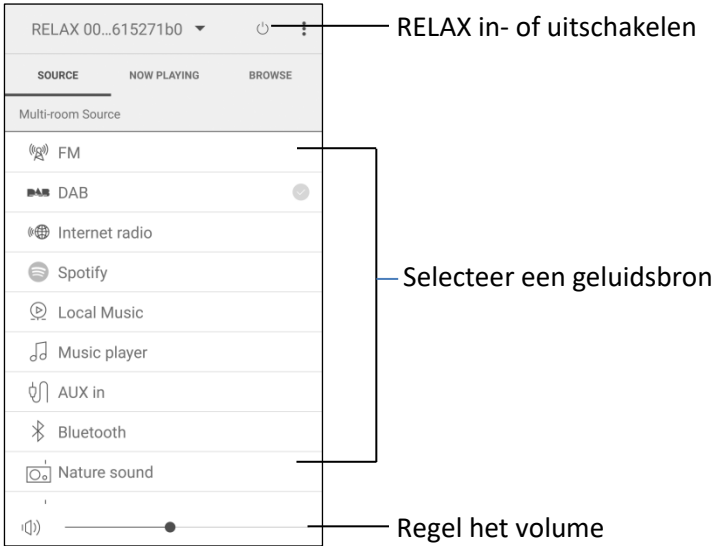 RELAX 00...615271b0
RELAX in- of uitschakelen
SOURCE NOW PLAYING BROWSE
Multi-room Source
FM
DAB DAB
Internet radio
Spotify
Selecteer een geluidsbron
Local Music
Music player
AUX in
Bluetooth
Nature sound
Regel het volume